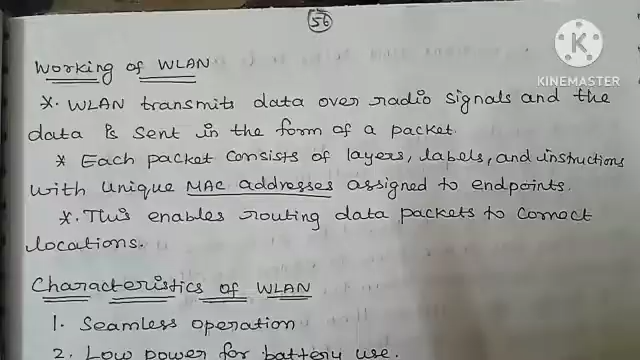 56
KINEMASTER
Working of WLAN
*. WLAN transmits data over radio signals and the
data is sent in the form of a packet.
* Each packet consists of layers, labels, and instructions
with unique MAC addresses assigned to endpoints.
*. This enables routing data packets to correct
locations.
Characteristics of WLAN
1. Seamless operation
2. Low power for battery use.